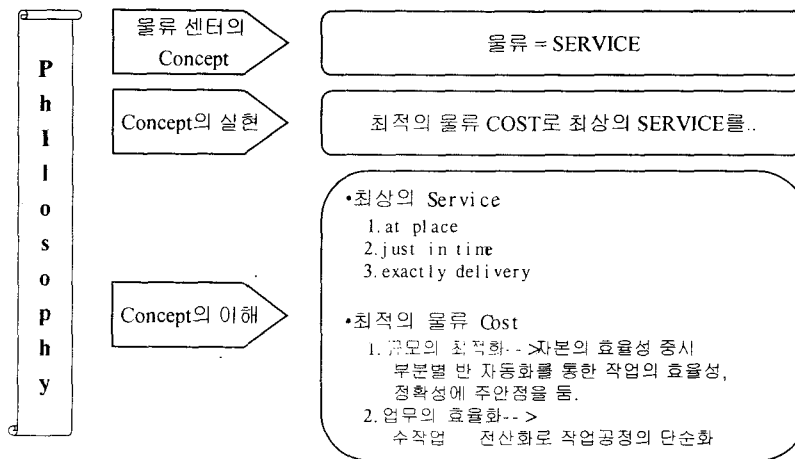 Philosophy
물류 센터의
Concept
물류 = SERVICE
Concept의 실현
최적의 물류 COST로 최상의 SERVICE를..
Concept의 이해
•최상의 Service
1. at place
2. just in time
3. exactly delivery
•최적의 물류 Cost
1. 규모의 최적화-->자본의 효율성 중시
부분별 반 자동화를 통한 작업의 효율성,
정확성에 주안점을 둠.
2. 업무의 효율화-->
수작업 전산화로 작업공정의 단순화